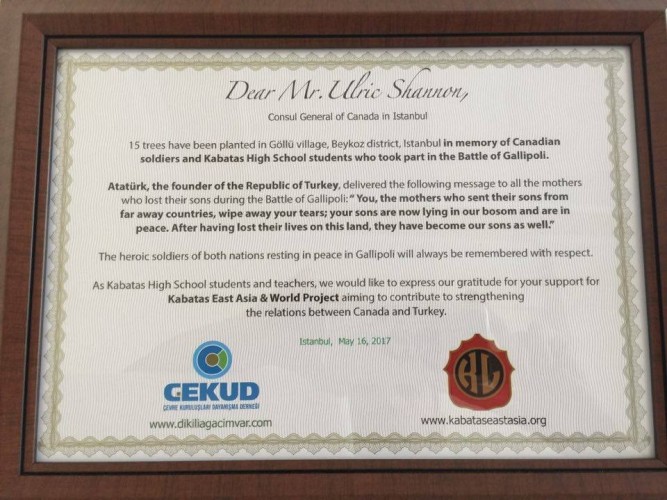 Dear Mr. Ulric Shannon,
Consul General of Canada in Istanbul
15 trees have been planted in Göllü village, Beykoz district, Istanbul in memory of Canadian
soldiers and Kabatas High School students who took part in the Battle of Gallipoli.
Atatürk, the founder of the Republic of Turkey, delivered the following message to all the mothers
who lost their sons during the Battle of Gallipoli: “ You, the mothers who sent their sons from
far away countries, wipe away your tears; your sons are now lying in our bosom and are in
peace. After having lost their lives on this land, they have become our sons as well.”
The heroic soldiers of both nations resting in peace in Gallipoli will always be remembered with respect.
As Kabatas High School students and teachers, we would like to express our gratitude for your support for
Kabatas East Asia & World Project aiming to contribute to strengthening
the relations between Canada and Turkey.
Istanbul, May 16, 2017
ÇEKUD
ÇEVRE KURULUŞLARI DAYANIŞMA DERNEĞİ
www.dikiliagacimvar.com
KL
www.kabataseastasia.org